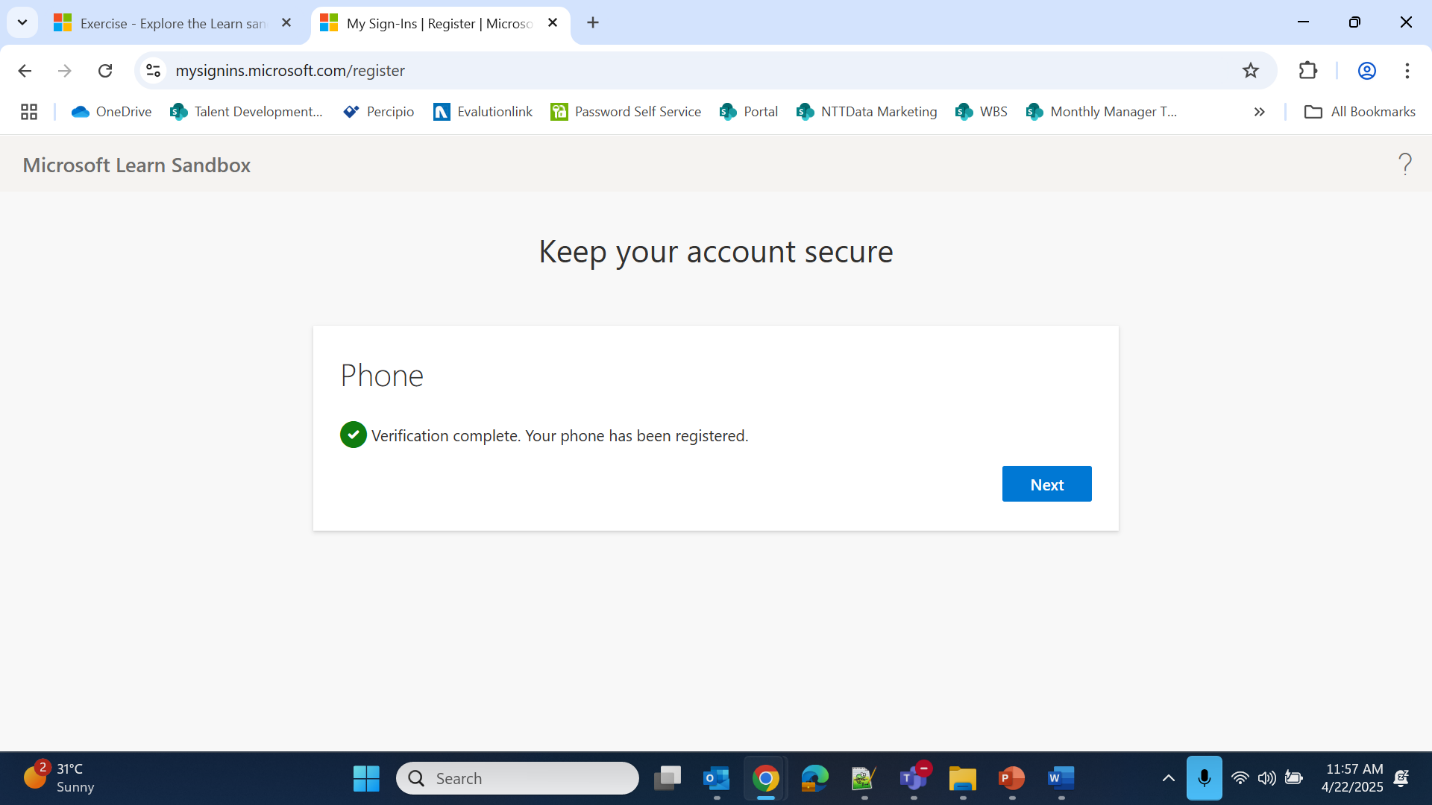 Exercise - Explore the Learn san
My Sign-Ins | Register | Microso
mysignins.microsoft.com/register
OneDrive
Talent Development...
Percipio
Evalutionlink
Password Self Service
Portal
NTTData Marketing
WBS
Monthly Manager T...
All Bookmarks
Microsoft Learn Sandbox
Keep your account secure
Phone
Verification complete. Your phone has been registered.
Next
2
31°C
Sunny
Search
11:57 AM
4/22/2025